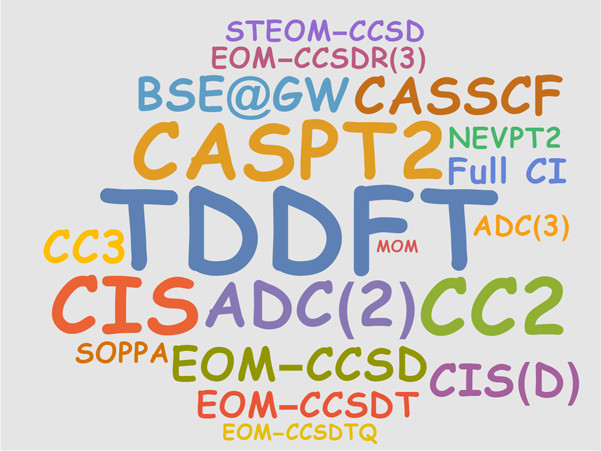 STEOM–CCSD
EOM–CCSDR(3)
BSE@GW CASSCF
CASPT2 NEVPT2
Full CI
TDDFT ADC(3)
MOM
CC3
CIS ADC(2) CC2
SOPPA EOM–CCSD CIS(D)
EOM–CCSDT
EOM–CCSDTQ